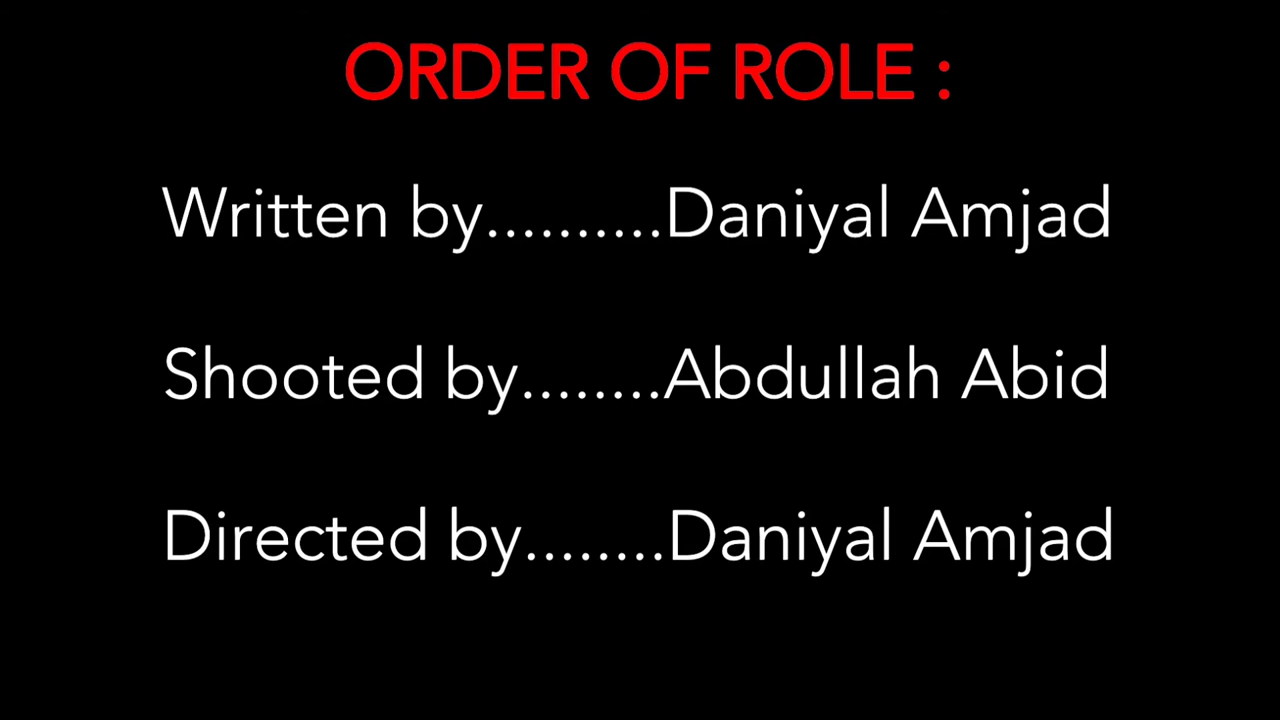 ORDER OF ROLE :
Written by..........Daniyal Amjad
Shooted by........Abdullah Abid
Directed by........Daniyal Amjad